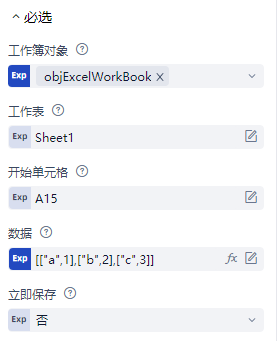 必选
工作簿对象
Exp objExcelWorkBook ×
工作表
Exp Sheet1
开始单元格
Exp A15
数据
Exp [["a",1],["b",2],["c",3]] fx
立即保存
Exp 否